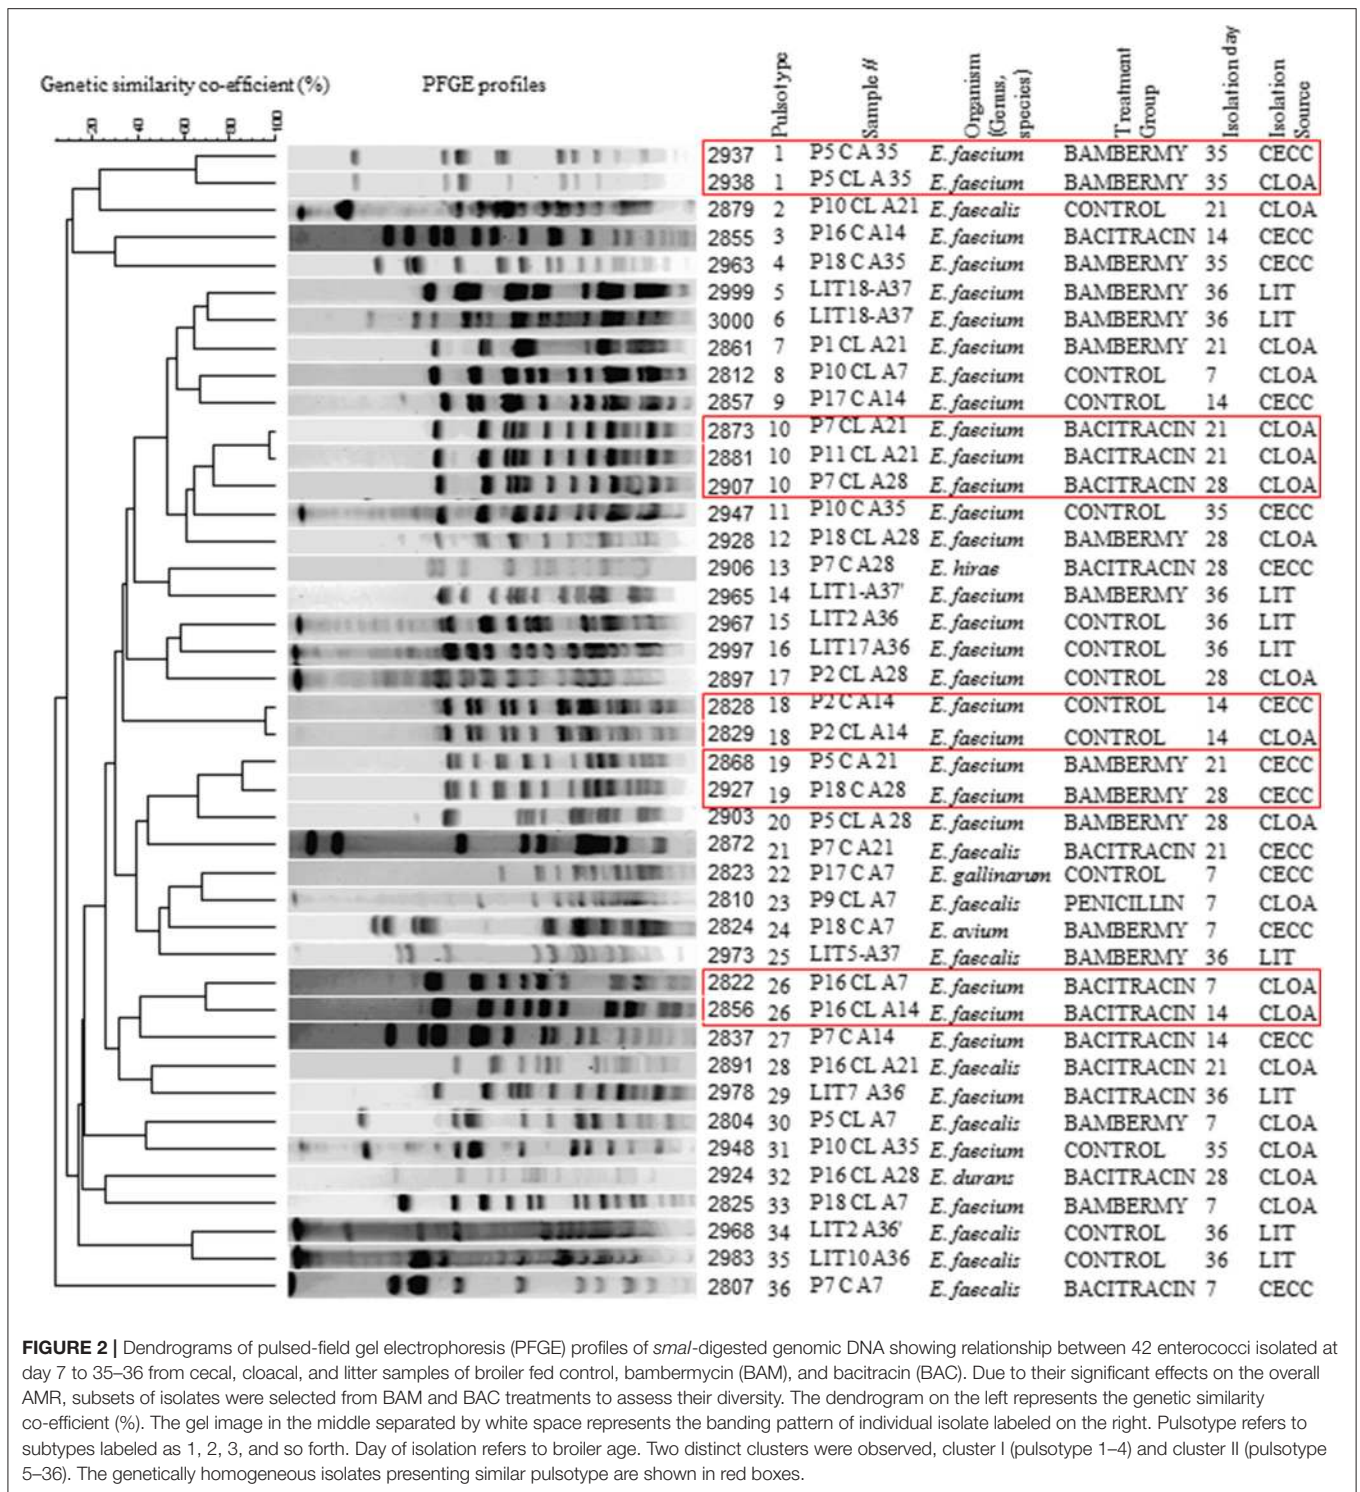 Genetic similarity co-efficient (%)
PFGE profiles
Pulsotype
Sample #
Organism (Genus, species)
Treatment Group
Isolation day
Isolation Source
20 40 60 80 100
2937 1 P5 C A 35 E. faecium BAMBERMY 35 CECC
2938 1 P5 CL A 35 E. faecium BAMBERMY 35 CLOA
2879 2 P10 CL A21 E. faecalis CONTROL 21 CLOA
2855 3 P16 C A14 E. faecium BACITRACIN 14 CECC
2963 4 P18 C A35 E. faecium BAMBERMY 35 CECC
2999 5 LIT18-A37 E. faecium BAMBERMY 36 LIT
3000 6 LIT18-A37 E. faecium BAMBERMY 36 LIT
2861 7 P1 CL A21 E. faecium BAMBERMY 21 CLOA
2812 8 P10 CL A7 E. faecium CONTROL 7 CLOA
2857 9 P17 C A14 E. faecium CONTROL 14 CECC
2873 10 P7 CL A21 E. faecium BACITRACIN 21 CLOA
2881 10 P11 CL A21 E. faecium BACITRACIN 21 CLOA
2907 10 P7 CL A28 E. faecium BACITRACIN 28 CLOA
2947 11 P10 C A35 E. faecium CONTROL 35 CECC
2928 12 P18 CL A28 E. faecium BAMBERMY 28 CLOA
2906 13 P7 C A28 E. hirae BACITRACIN 28 CECC
2965 14 LIT1-A37' E. faecium BAMBERMY 36 LIT
2967 15 LIT2 A36 E. faecium CONTROL 36 LIT
2997 16 LIT17 A36 E. faecium CONTROL 36 LIT
2897 17 P2 CL A28 E. faecium CONTROL 28 CLOA
2828 18 P2 C A14 E. faecium CONTROL 14 CECC
2829 18 P2 CL A14 E. faecium CONTROL 14 CLOA
2868 19 P5 C A 21 E. faecium BAMBERMY 21 CECC
2927 19 P18 C A28 E. faecium BAMBERMY 28 CECC
2903 20 P5 CL A 28 E. faecium BAMBERMY 28 CLOA
2872 21 P7 C A21 E. faecalis BACITRACIN 21 CECC
2823 22 P17 C A7 E. gallinarum CONTROL 7 CECC
2810 23 P9 CL A7 E. faecalis PENICILLIN 7 CLOA
2824 24 P18 C A7 E. avium BAMBERMY 7 CECC
2973 25 LIT5-A37 E. faecalis BAMBERMY 36 LIT
2822 26 P16 CL A7 E. faecium BACITRACIN 7 CLOA
2856 26 P16 CL A14 E. faecium BACITRACIN 14 CLOA
2837 27 P7 C A14 E. faecium BACITRACIN 14 CECC
2891 28 P16 CL A21 E. faecalis BACITRACIN 21 CLOA
2978 29 LIT7 A36 E. faecium BACITRACIN 36 LIT
2804 30 P5 CL A7 E. faecalis BAMBERMY 7 CLOA
2948 31 P10 CL A35 E. faecium CONTROL 35 CLOA
2924 32 P16 CL A28 E. durans BACITRACIN 28 CLOA
2825 33 P18 CL A7 E. faecium BAMBERMY 7 CLOA
2968 34 LIT2 A36' E. faecalis CONTROL 36 LIT
2983 35 LIT10 A36 E. faecalis CONTROL 36 LIT
2807 36 P7 C A7 E. faecalis BACITRACIN 7 CECC
FIGURE 2 | Dendrograms of pulsed-field gel electrophoresis (PFGE) profiles of smaI-digested genomic DNA showing relationship between 42 enterococci isolated at
day 7 to 35–36 from cecal, cloacal, and litter samples of broiler fed control, bambermycin (BAM), and bacitracin (BAC). Due to their significant effects on the overall
AMR, subsets of isolates were selected from BAM and BAC treatments to assess their diversity. The dendrogram on the left represents the genetic similarity
co-efficient (%). The gel image in the middle separated by white space represents the banding pattern of individual isolate labeled on the right. Pulsotype refers to
subtypes labeled as 1, 2, 3, and so forth. Day of isolation refers to broiler age. Two distinct clusters were observed, cluster I (pulsotype 1–4) and cluster II (pulsotype
5–36). The genetically homogeneous isolates presenting similar pulsotype are shown in red boxes.